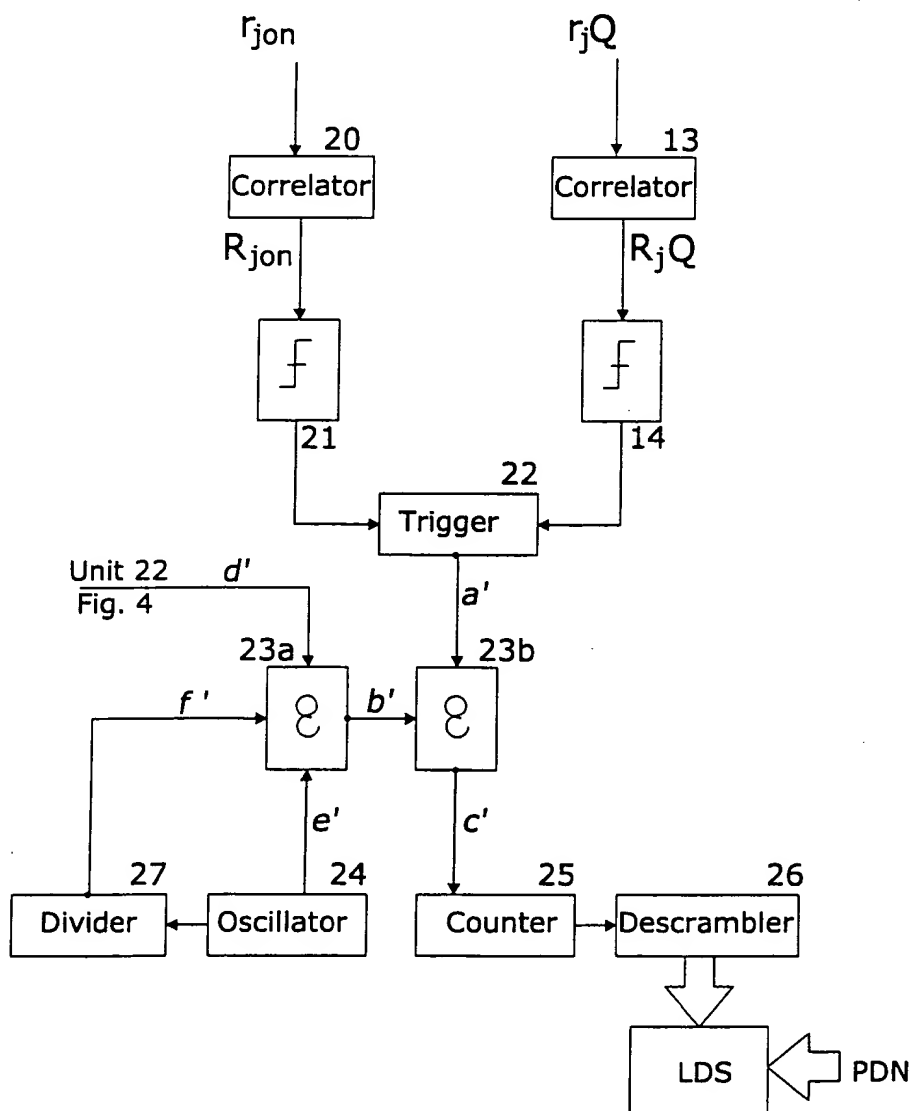 r_jon r_jQ
20 13
Correlator Correlator
R_jon R_jQ
21 14
22
Trigger
Unit 22 d'
Fig. 4
a'
23a 23b
f' & b' &
e' c'
27 24 25 26
Divider Oscillator Counter Descrambler
LDS PDN